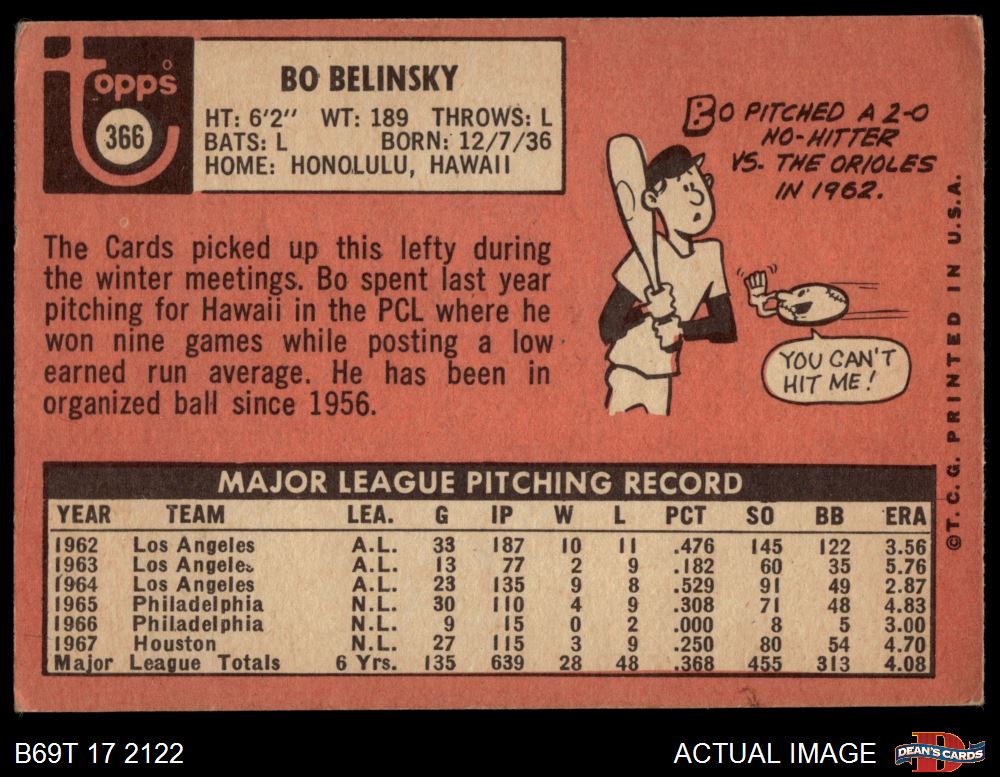 topps
366
BO BELINSKY
HT: 6'2" WT: 189 THROWS: L
BATS: L BORN: 12/7/36
HOME: HONOLULU, HAWAII
BO PITCHED A 2-0
NO-HITTER
VS. THE ORIOLES
IN 1962.
YOU CAN'T
HIT ME!
The Cards picked up this lefty during
the winter meetings. Bo spent last year
pitching for Hawaii in the PCL where he
won nine games while posting a low
earned run average. He has been in
organized ball since 1956.
©T.C.G. PRINTED IN U.S.A.
MAJOR LEAGUE PITCHING RECORD
YEAR TEAM LEA. G IP W L PCT SO BB ERA
1962 Los Angeles A.L. 33 187 10 11 .476 145 122 3.56
1963 Los Angeles A.L. 13 77 2 9 .182 60 35 5.76
1964 Los Angeles A.L. 23 135 9 8 .529 91 49 2.87
1965 Philadelphia N.L. 30 110 4 9 .308 71 48 4.83
1966 Philadelphia N.L. 9 15 0 2 .000 8 5 3.00
1967 Houston N.L. 27 115 3 9 .250 80 54 4.70
Major League Totals 6 Yrs. 135 639 28 48 .368 455 313 4.08
B69T 17 2122
ACTUAL IMAGE
D
DEAN'S CARDS